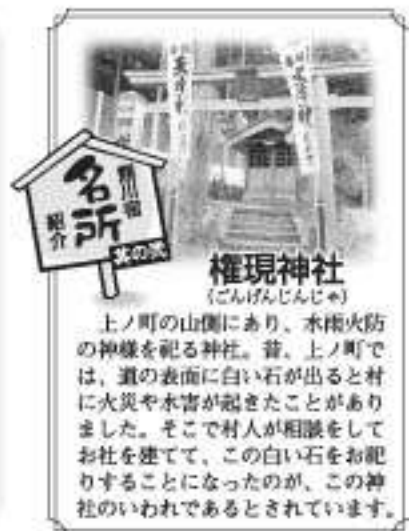 名所
紹介
権現神社
(ごんげんじんじゃ)
上ノ町の山側にあり、水雨火防
の神様を祀る神社。昔、上ノ町で
は、道の表面に白い石が出ると村
に火災や水害が起きたことがあり
ました。そこで村人が相談をして
お社を建てて、この白い石をお祀
りすることになったのが、この神
社のいわれであるとされています。